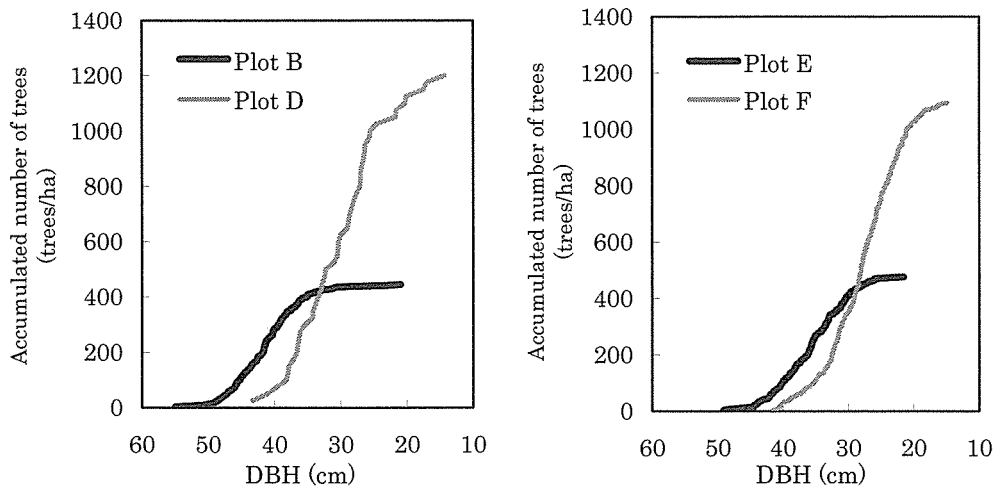 Accumulated number of trees
(trees/ha)
1400
1200
1000
800
600
400
200
0
Plot B
Plot D
60 50 40 30 20 10
DBH (cm)
Accumulated number of trees
(trees/ha)
1400
1200
1000
800
600
400
200
0
Plot E
Plot F
60 50 40 30 20 10
DBH (cm)